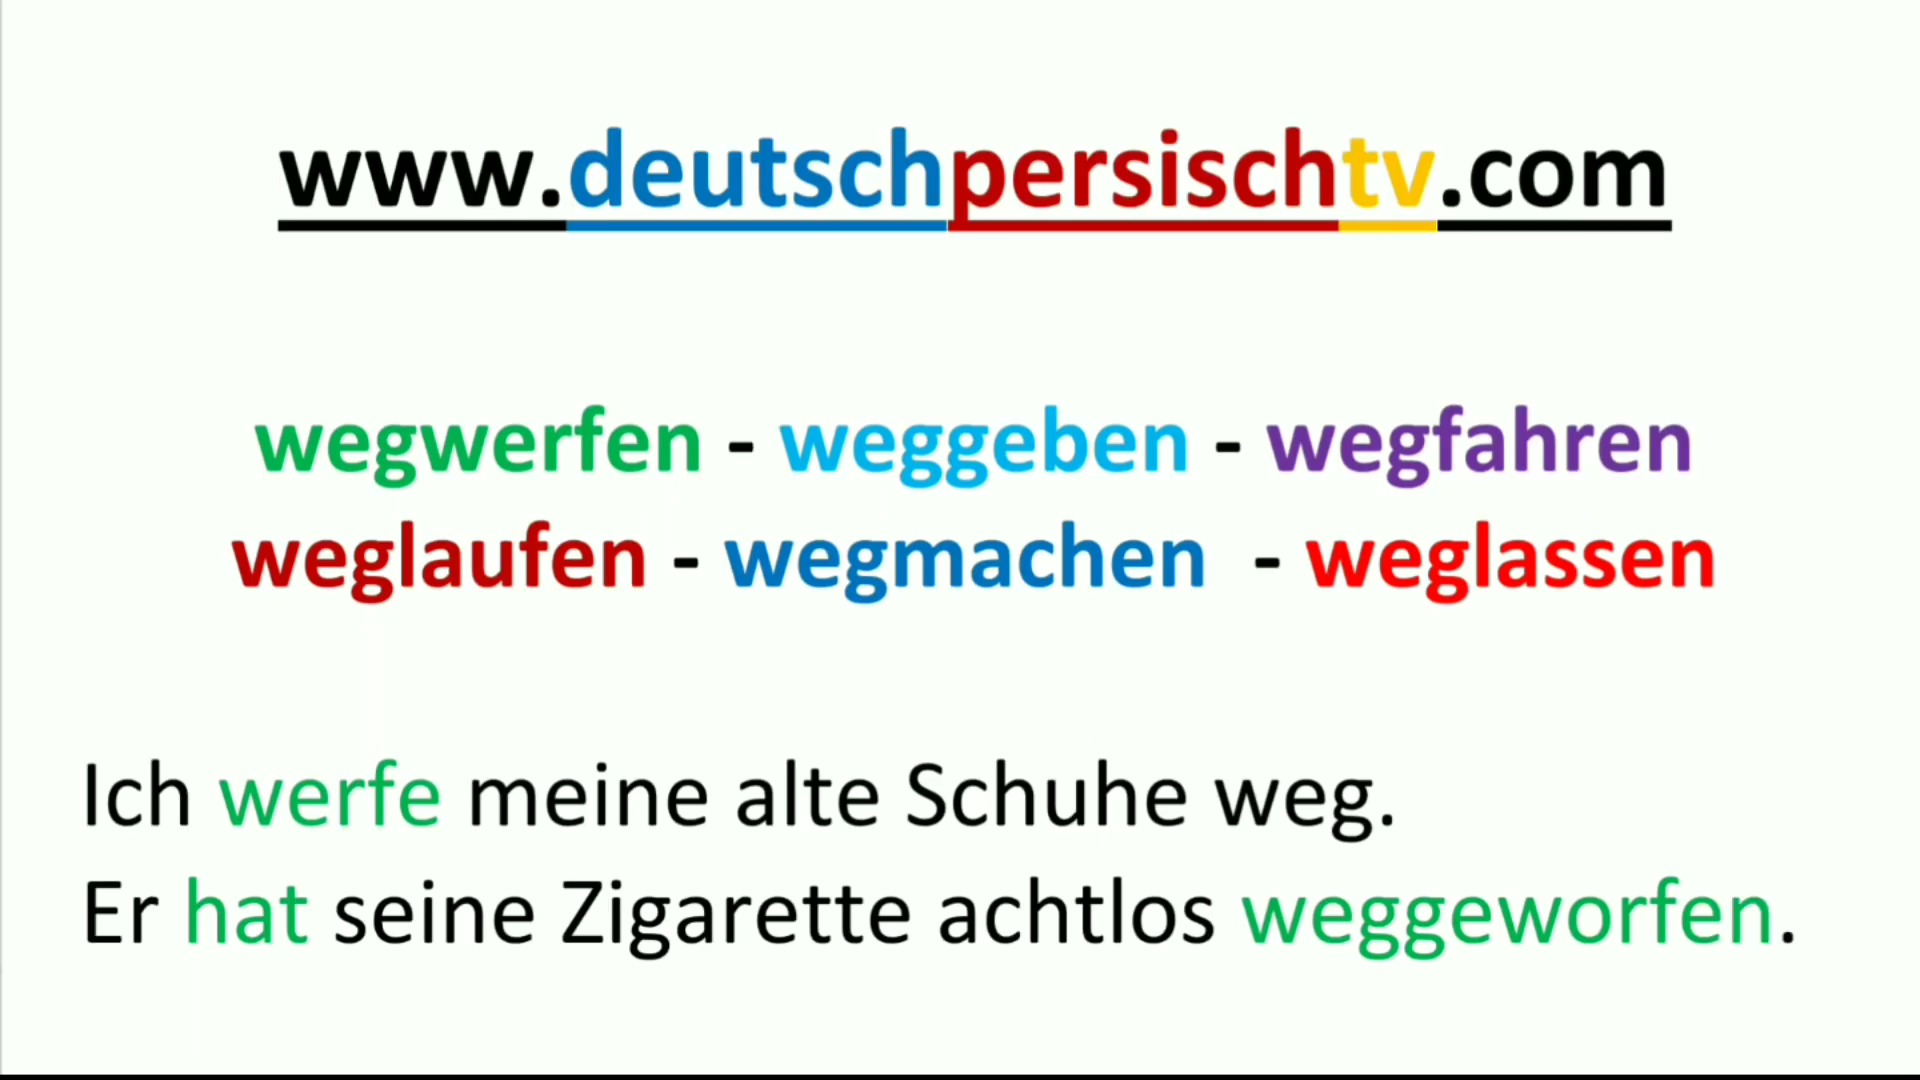 www.deutschpersischtv.com
wegwerfen - weggeben - wegfahren
weglaufen - wegmachen - weglassen
Ich werfe meine alte Schuhe weg.
Er hat seine Zigarette achtlos weggeworfen.